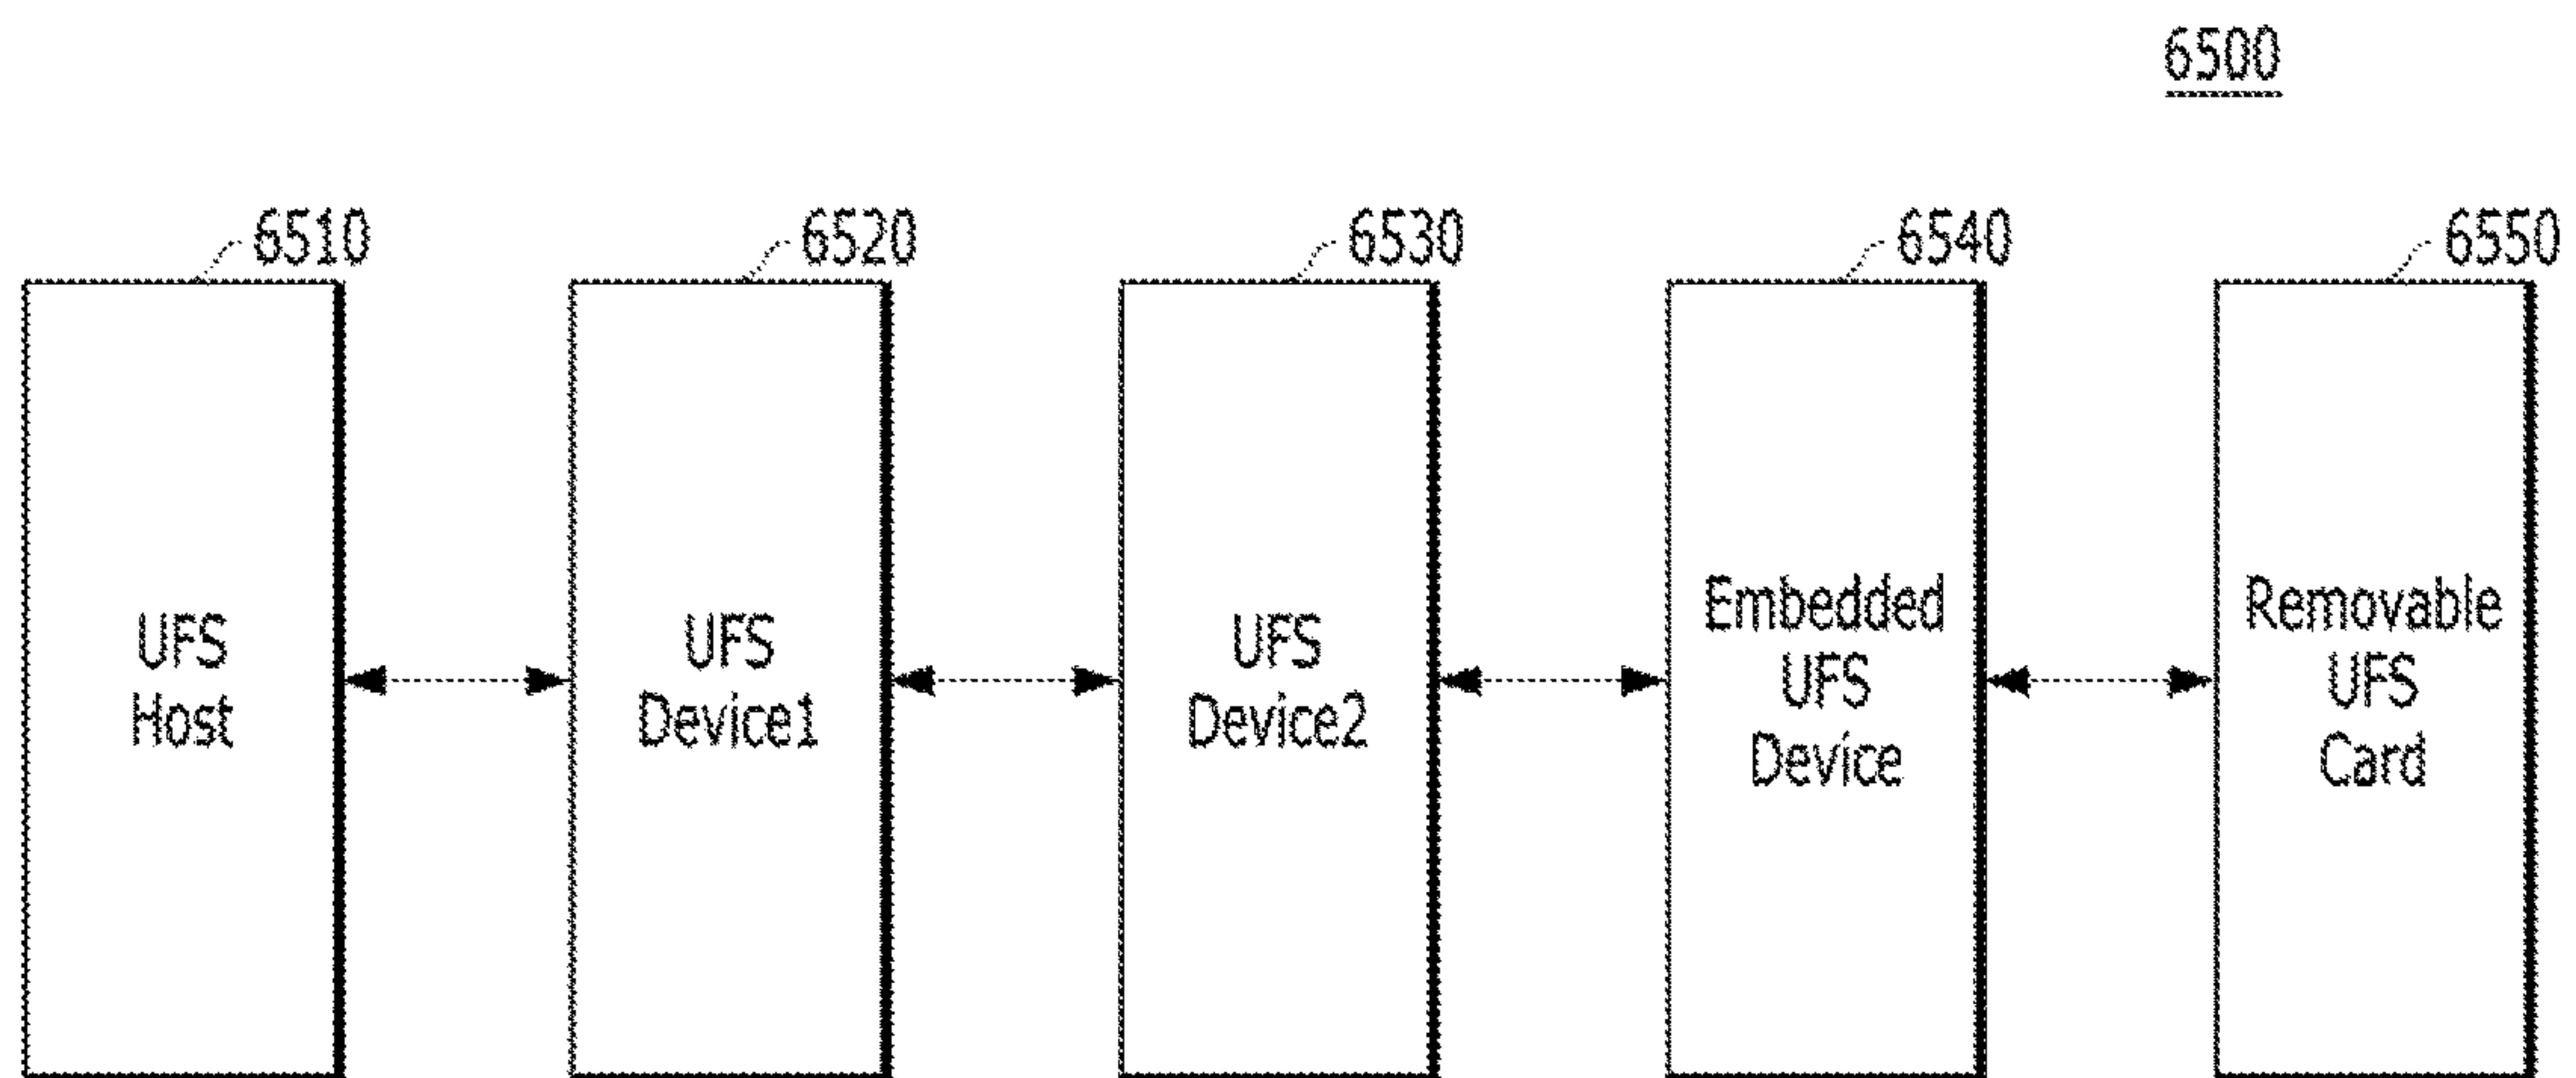 6500
6510
6520
6530
6540
6550
UFS
Host
UFS
Device1
UFS
Device2
Embedded
UFS
Device
Removable
UFS
Card